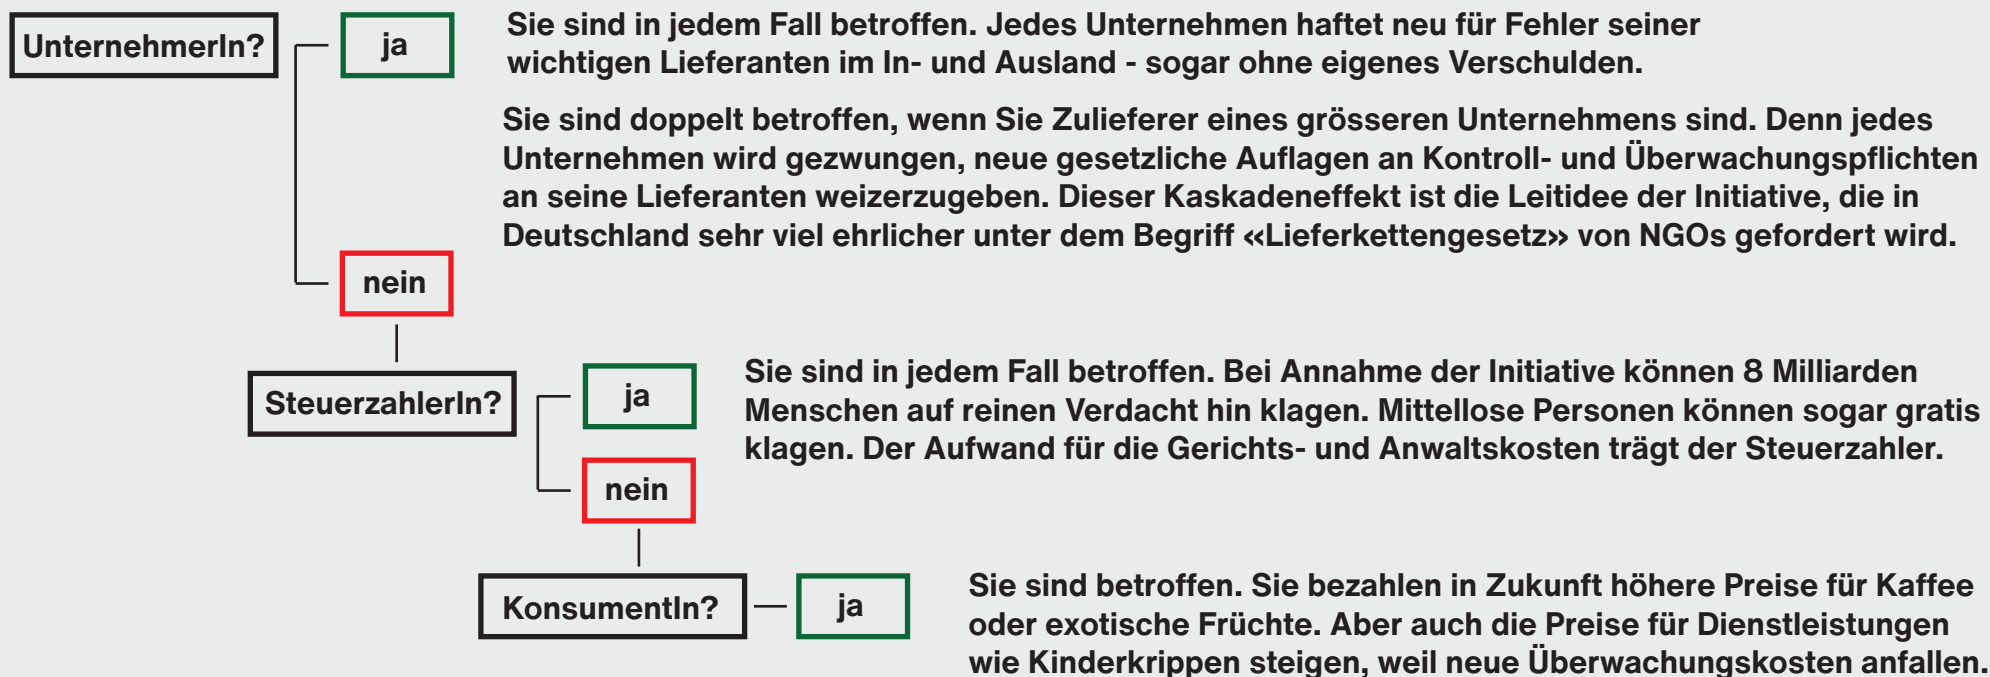 UnternehmerIn?
ja
Sie sind in jedem Fall betroffen. Jedes Unternehmen haftet neu für Fehler seiner
wichtigen Lieferanten im In- und Ausland - sogar ohne eigenes Verschulden.
Sie sind doppelt betroffen, wenn Sie Zulieferer eines grösseren Unternehmens sind. Denn jedes
Unternehmen wird gezwungen, neue gesetzliche Auflagen an Kontroll- und Überwachungspflichten
an seine Lieferanten weizerzugeben. Dieser Kaskadeneffekt ist die Leitidee der Initiative, die in
Deutschland sehr viel ehrlicher unter dem Begriff «Lieferkettengesetz» von NGOs gefordert wird.
nein
SteuerzahlerIn?
ja
Sie sind in jedem Fall betroffen. Bei Annahme der Initiative können 8 Milliarden
Menschen auf reinen Verdacht hin klagen. Mittellose Personen können sogar gratis
klagen. Der Aufwand für die Gerichts- und Anwaltskosten trägt der Steuerzahler.
nein
KonsumentIn?
ja
Sie sind betroffen. Sie bezahlen in Zukunft höhere Preise für Kaffee
oder exotische Früchte. Aber auch die Preise für Dienstleistungen
wie Kinderkrippen steigen, weil neue Überwachungskosten anfallen.